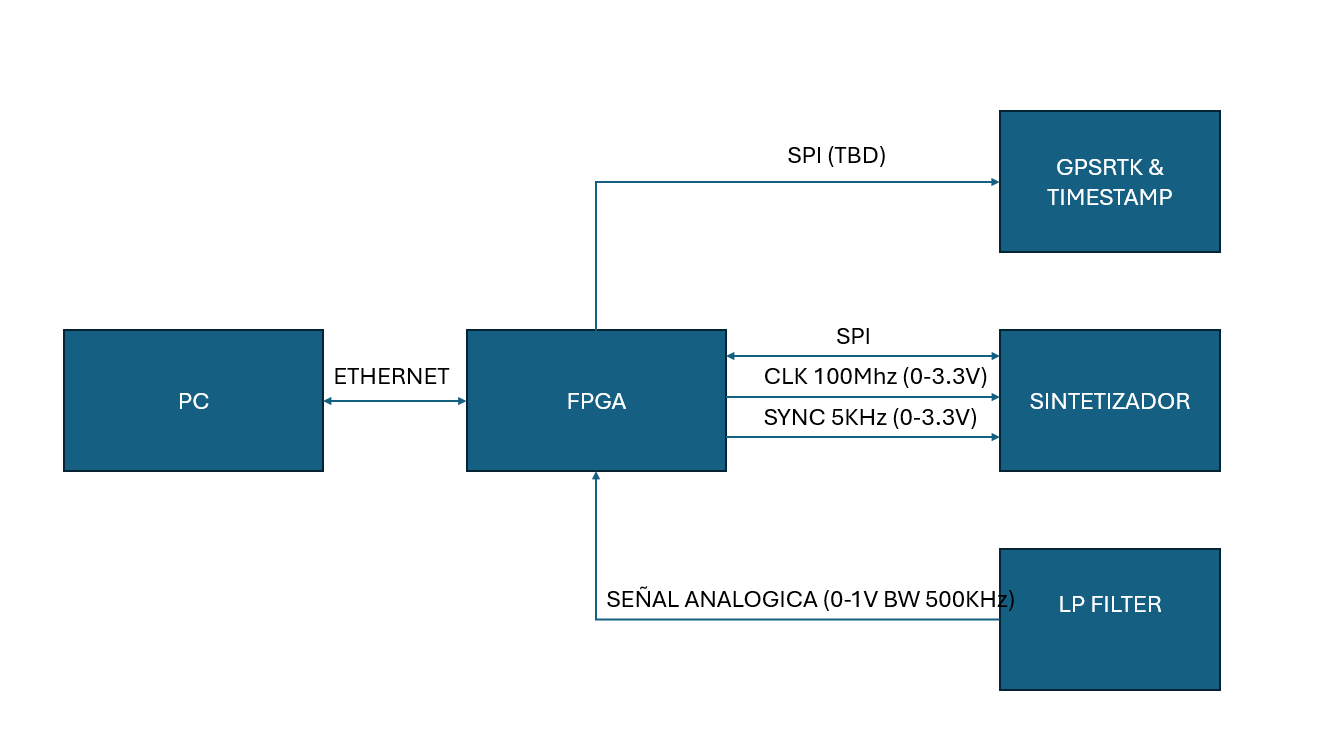 SPI (TBD)
GPSRTK &
TIMESTAMP
SPI
ETHERNET
CLK 100Mhz (0-3.3V)
PC
FPGA
SINTETIZADOR
SYNC 5KHz (0-3.3V)
SEÑAL ANALOGICA (0-1V BW 500KHz)
LP FILTER